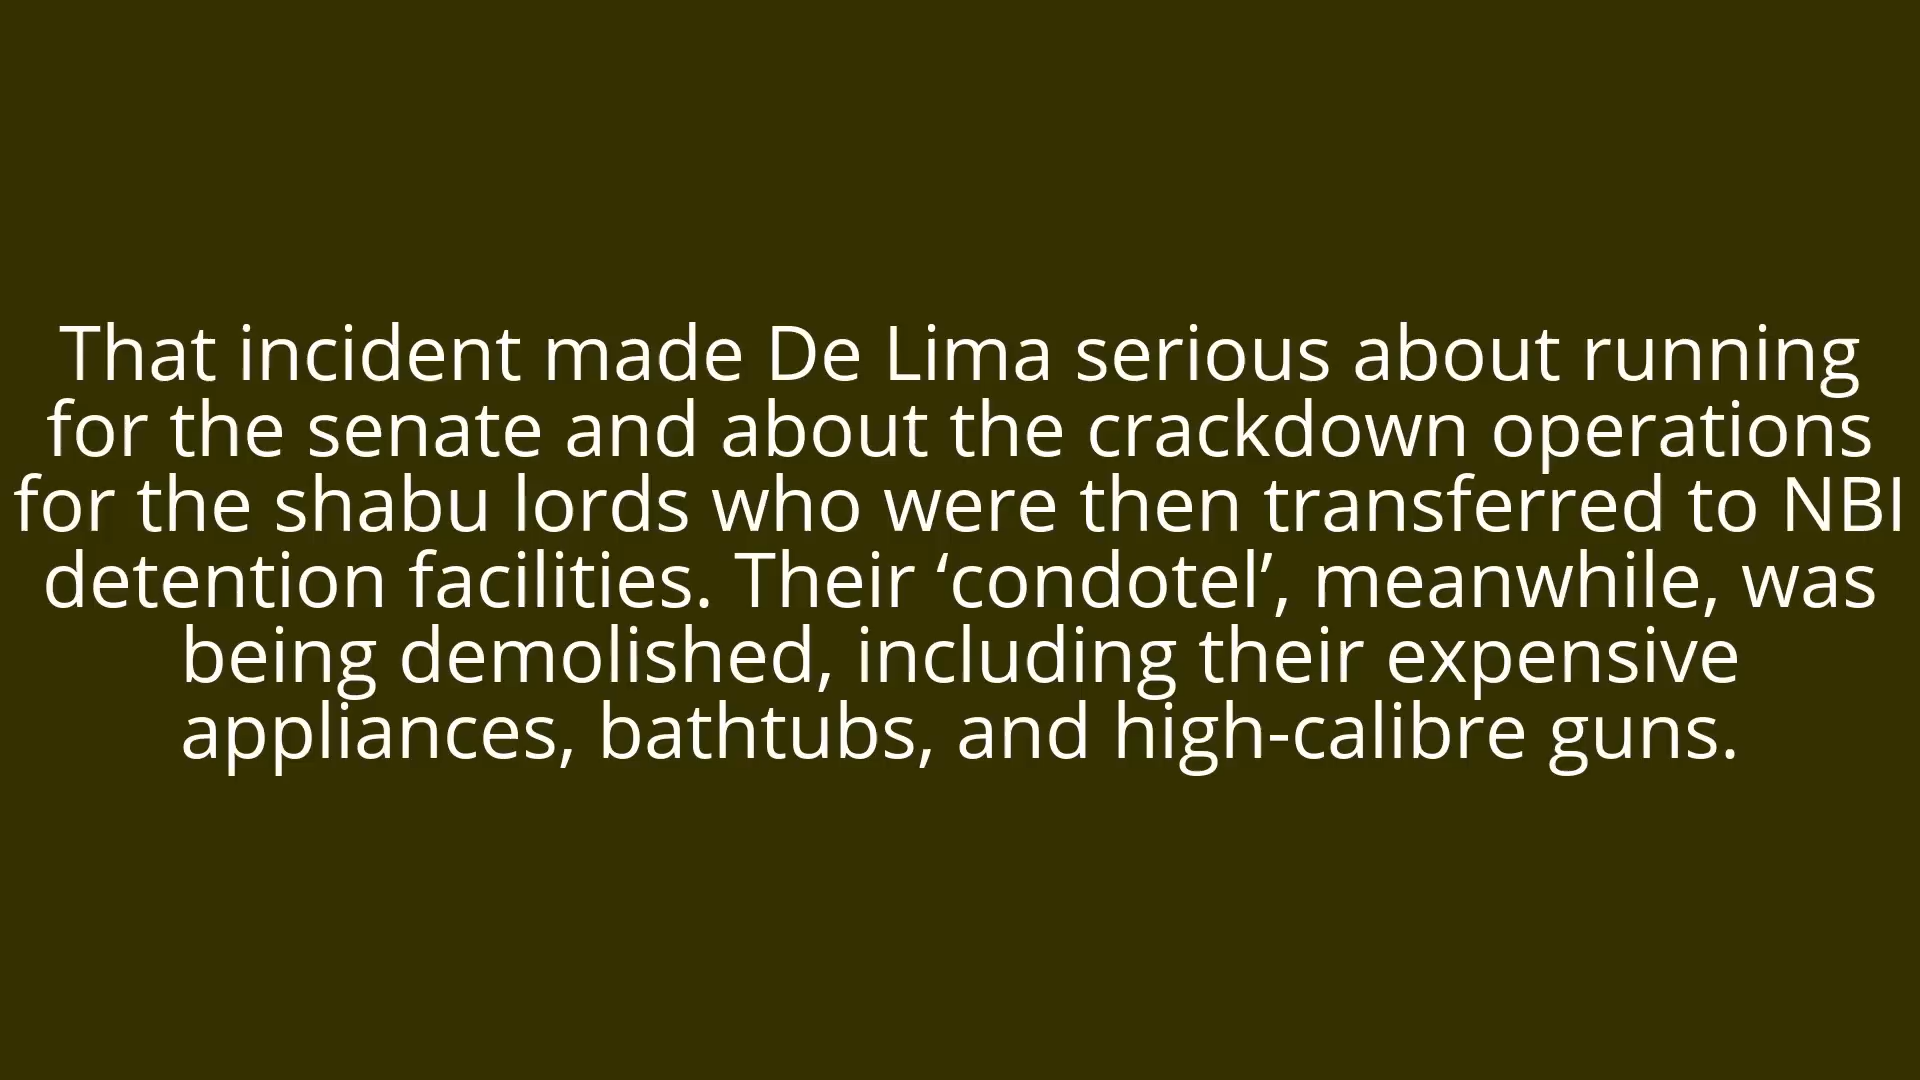 That incident made De Lima serious about running
for the senate and about the crackdown operations
for the shabu lords who were then transferred to NBI
detention facilities. Their ‘condotel’, meanwhile, was
being demolished, including their expensive
appliances, bathtubs, and high-calibre guns.